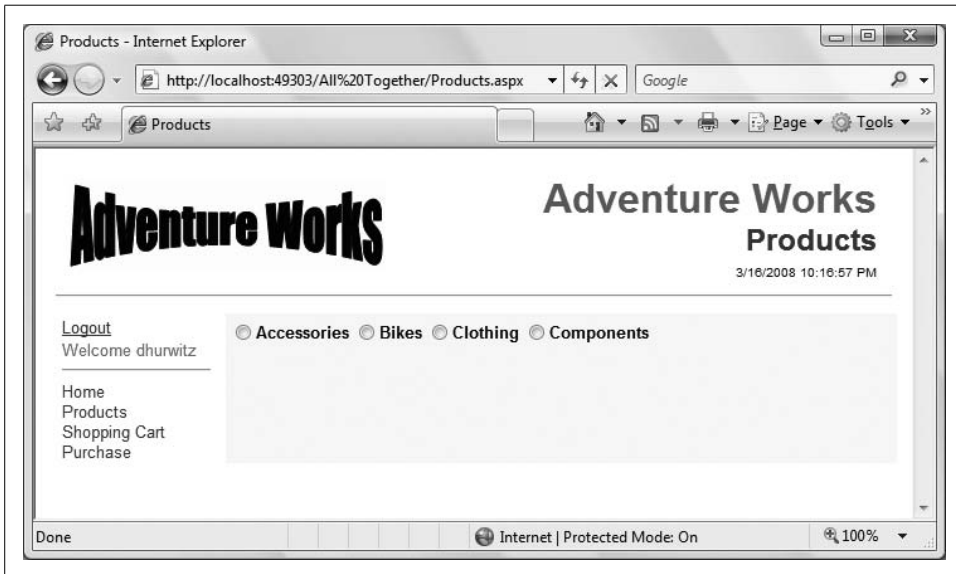 Products - Internet Explorer
http://localhost:49303/All%20Together/Products.aspx
Google
Products
Page
Tools
Adventure Works
Adventure Works
Products
3/16/2008 10:16:57 PM
Logout
Welcome dhurwitz
Accessories Bikes Clothing Components
Home
Products
Shopping Cart
Purchase
Done
Internet | Protected Mode: On
100%